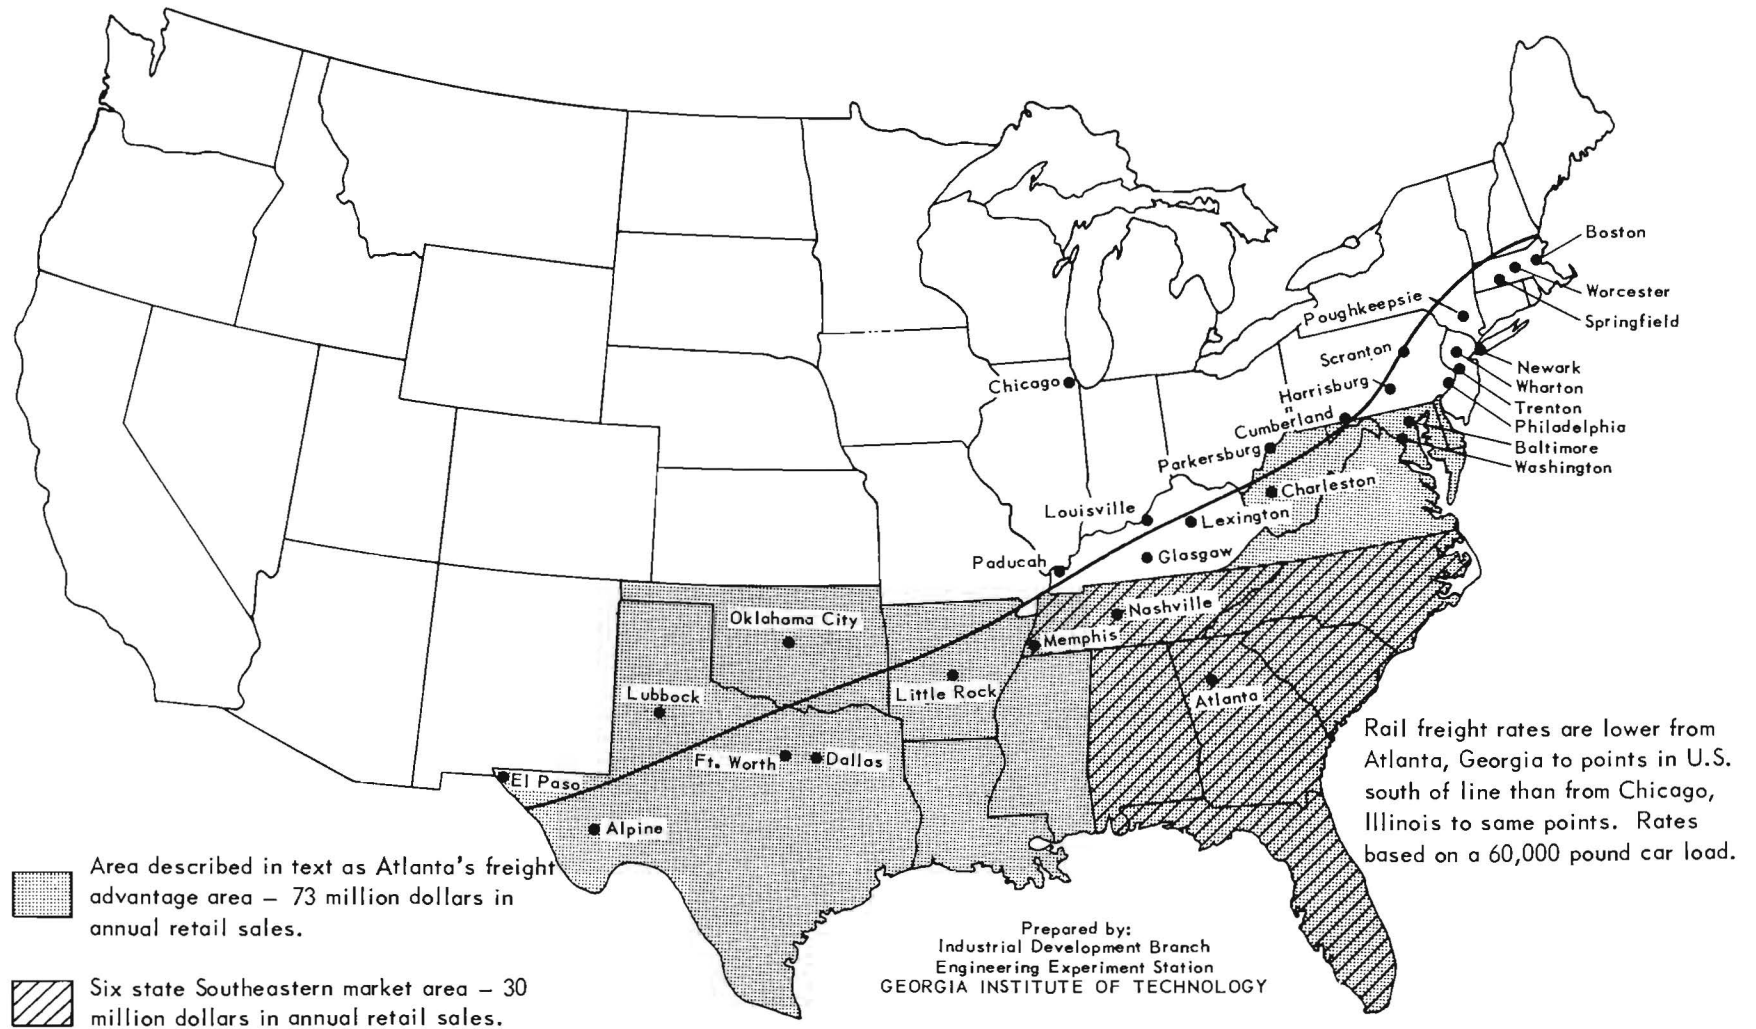 Boston
Worcester
Poughkeepsie
Springfield
Scranton
Newark
Chicago
Harrisburg
Wharton
Trenton
Cumberland
Philadelphia
Baltimore
Parkersburg
Washington
Charleston
Louisville
Lexington
Paducah
Glasgaw
Oklahoma City
Nashville
Memphis
Lubbock
Little Rock
Atlanta
Ft. Worth
Dallas
El Paso
Alpine
Rail freight rates are lower from
Atlanta, Georgia to points in U.S.
south of line than from Chicago,
Illinois to same points. Rates
based on a 60,000 pound car load.
Area described in text as Atlanta's freight
advantage area – 73 million dollars in
annual retail sales.
Six state Southeastern market area – 30
million dollars in annual retail sales.
Prepared by:
Industrial Development Branch
Engineering Experiment Station
GEORGIA INSTITUTE OF TECHNOLOGY